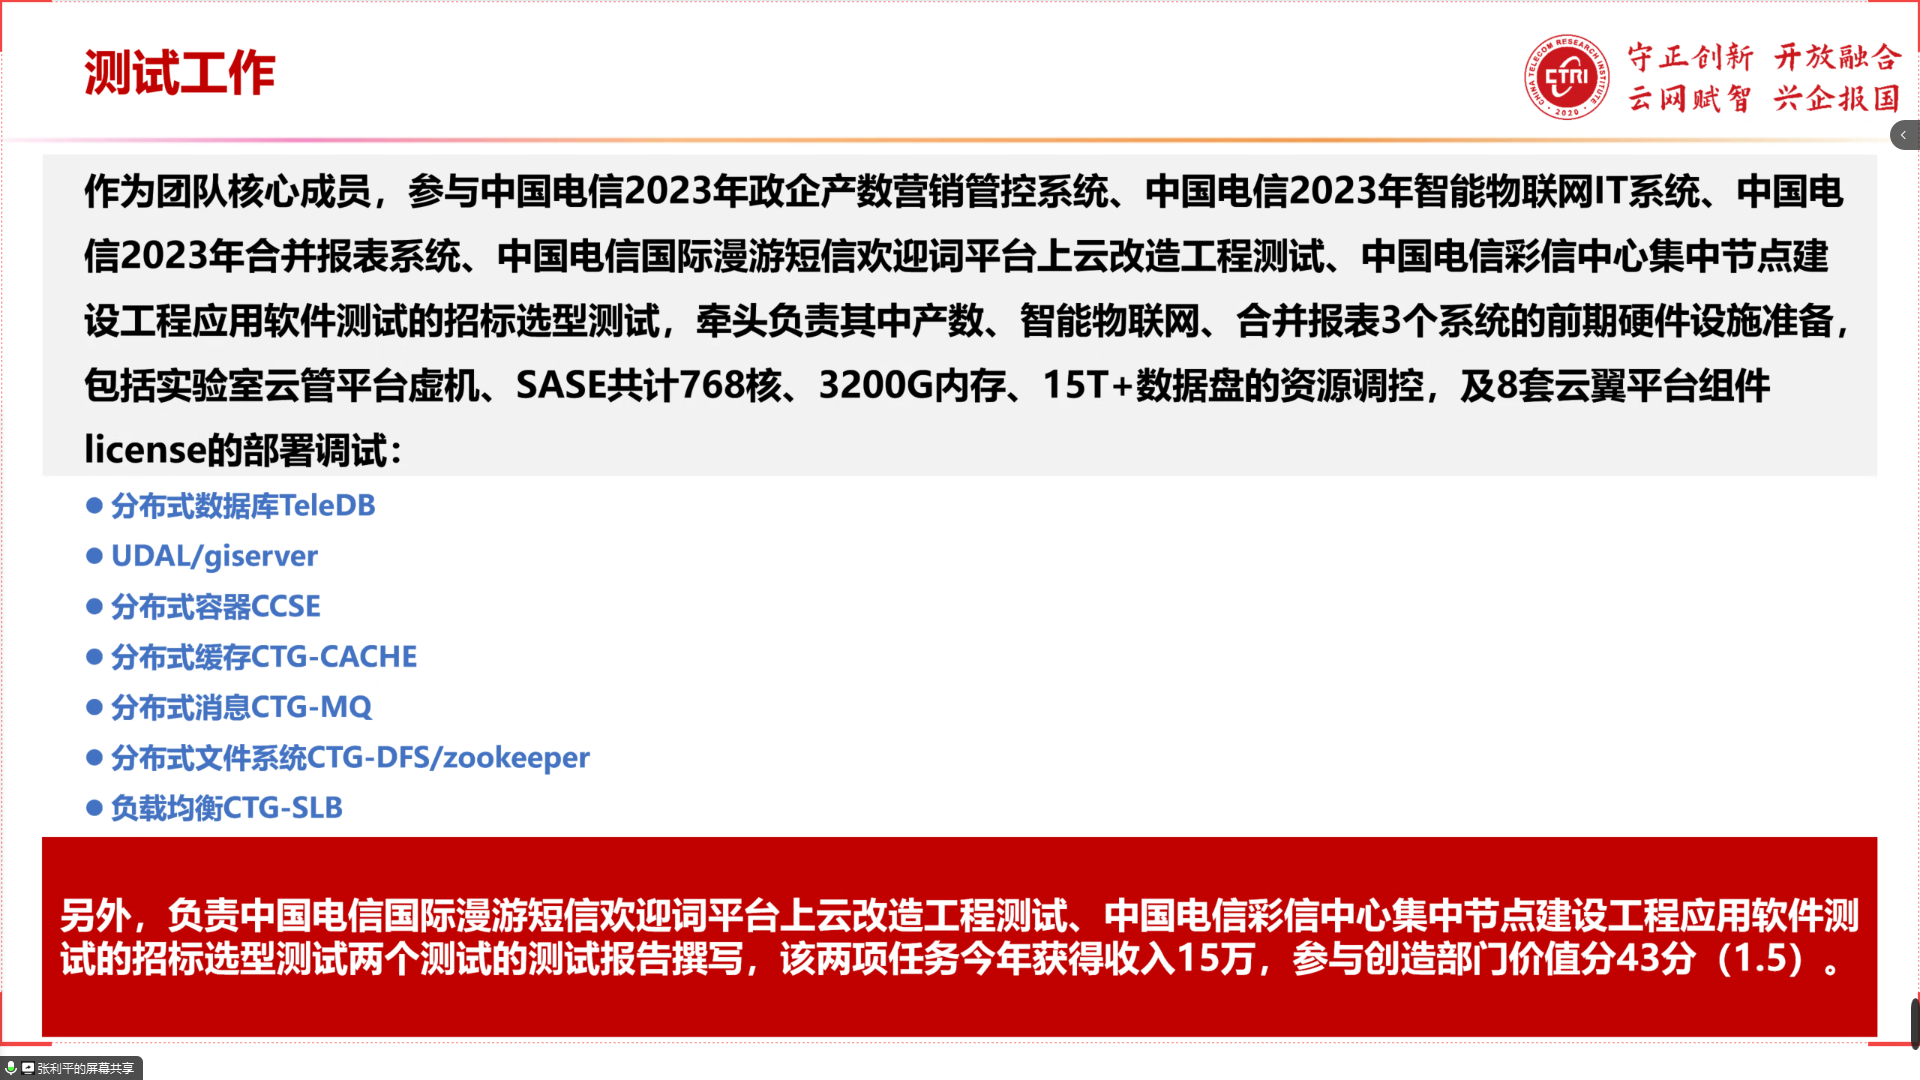 测试工作
CHINA TELECOM RESEARCH INSTITUTE
CTRI
2020
守正创新 开放融合
云网赋智 兴企报国
作为团队核心成员，参与中国电信2023年政企产数营销管控系统、中国电信2023年智能物联网IT系统、中国电
信2023年合并报表系统、中国电信国际漫游短信欢迎词平台上云改造工程测试、中国电信彩信中心集中节点建
设工程应用软件测试的招标选型测试，牵头负责其中产数、智能物联网、合并报表3个系统的前期硬件设施准备，
包括实验室云管平台虚机、SASE共计768核、3200G内存、15T+数据盘的资源调控，及8套云翼平台组件
license的部署调试：
● 分布式数据库TeleDB
● UDAL/giserver
● 分布式容器CCSE
● 分布式缓存CTG-CACHE
● 分布式消息CTG-MQ
● 分布式文件系统CTG-DFS/zookeeper
● 负载均衡CTG-SLB
另外，负责中国电信国际漫游短信欢迎词平台上云改造工程测试、中国电信彩信中心集中节点建设工程应用软件测
试的招标选型测试两个测试的测试报告撰写，该两项任务今年获得收入15万，参与创造部门价值分43分（1.5）。
张利平的屏幕共享